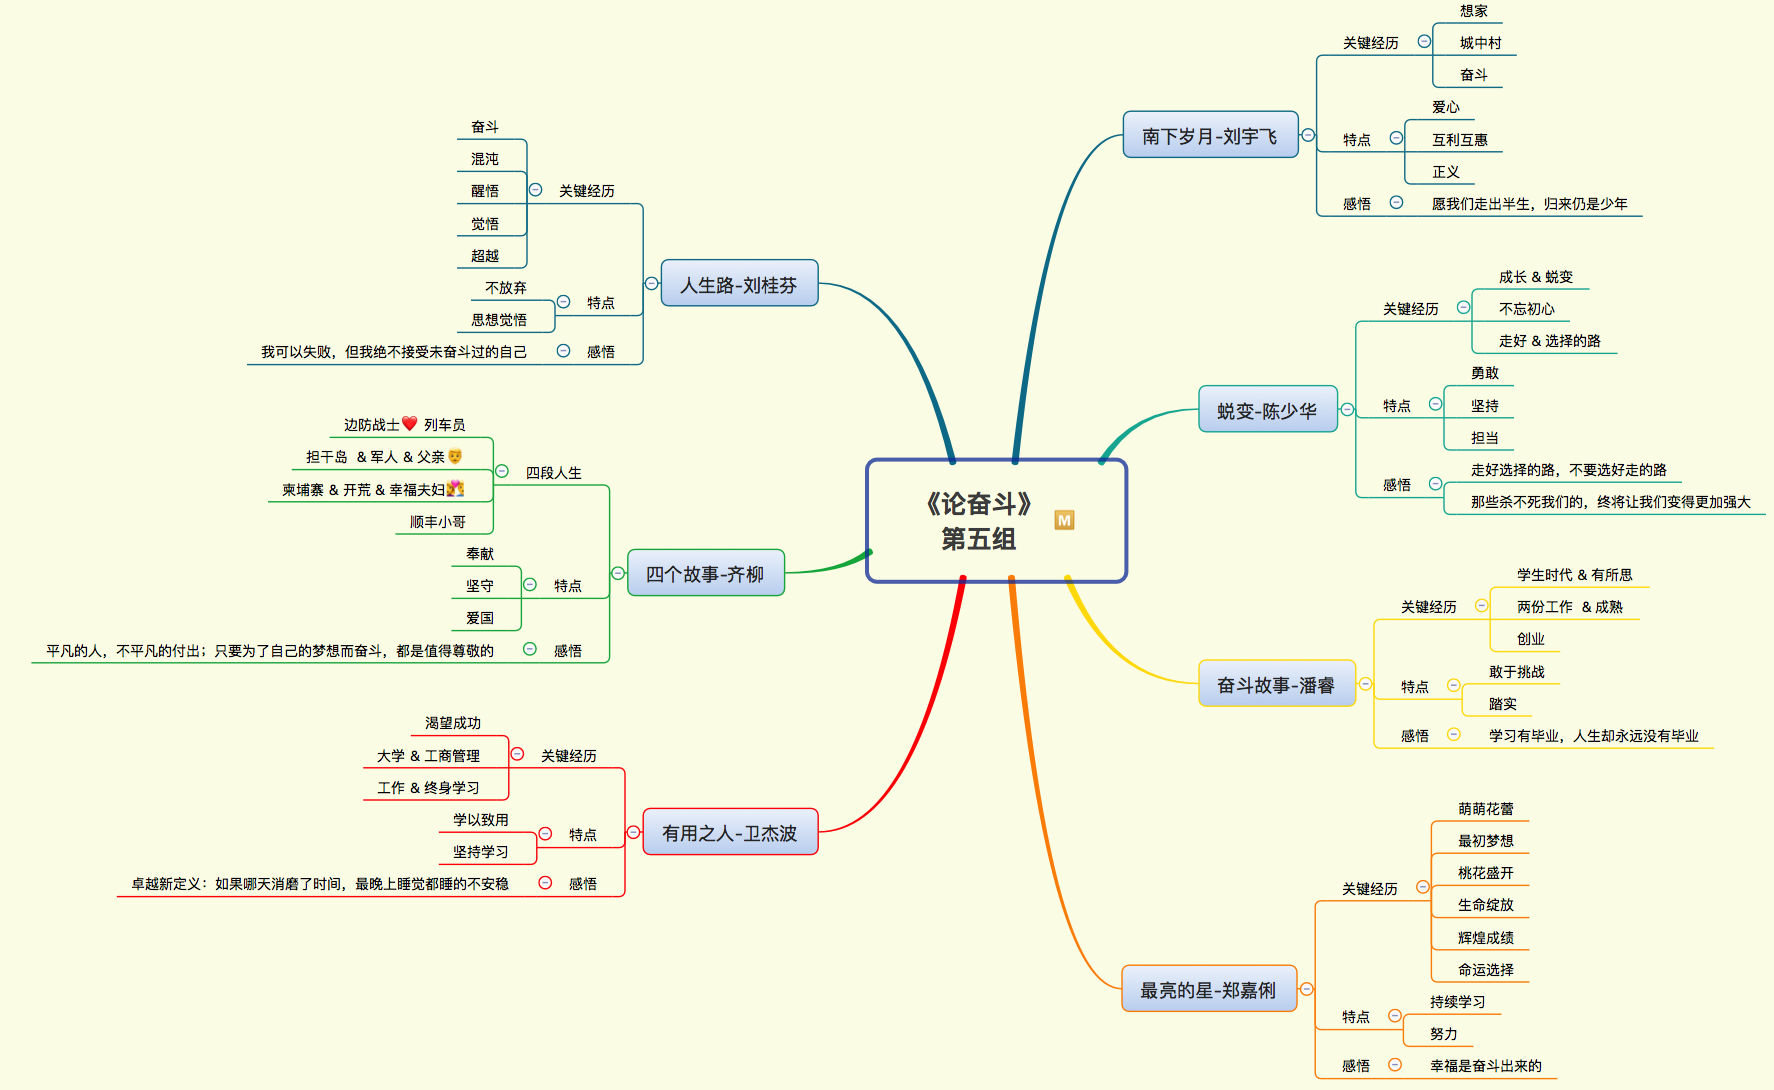 《论奋斗》
第五组
M
南下岁月-刘宇飞
关键经历
想家
城中村
奋斗
特点
爱心
互利互惠
正义
感悟
愿我们走出半生，归来仍是少年
蜕变-陈少华
关键经历
成长 & 蜕变
不忘初心
走好 & 选择的路
特点
勇敢
坚持
担当
感悟
走好选择的路，不要选好走的路
那些杀不死我们的，终将让我们变得更加强大
奋斗故事-潘睿
关键经历
学生时代 & 有所思
两份工作 & 成熟
创业
特点
敢于挑战
踏实
感悟
学习有毕业，人生却永远没有毕业
最亮的星-郑嘉俐
关键经历
萌萌花蕾
最初梦想
桃花盛开
生命绽放
辉煌成绩
命运选择
特点
持续学习
努力
感悟
幸福是奋斗出来的
人生路-刘桂芬
关键经历
奋斗
混沌
醒悟
觉悟
超越
特点
不放弃
思想觉悟
感悟
我可以失败，但我绝不接受未奋斗过的自己
四个故事-齐柳
四段人生
边防战士❤️ 列车员
担干岛 & 军人 & 父亲
柬埔寨 & 开荒 & 幸福夫妇
顺丰小哥
特点
奉献
坚守
爱国
感悟
平凡的人，不平凡的付出；只要为了自己的梦想而奋斗，都是值得尊敬的
有用之人-卫杰波
关键经历
渴望成功
大学 & 工商管理
工作 & 终身学习
特点
学以致用
坚持学习
感悟
卓越新定义：如果哪天消磨了时间，最晚上睡觉都睡的不安稳